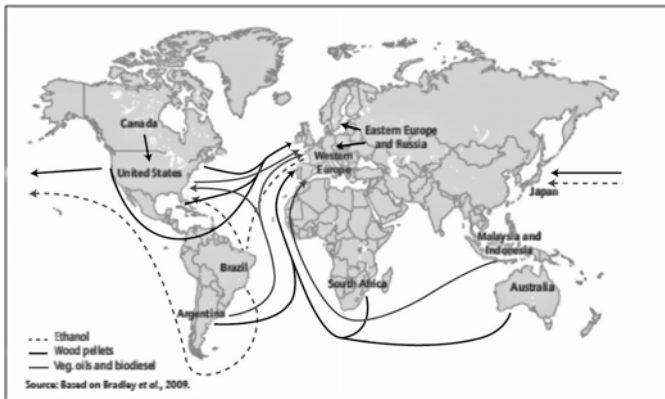 Canada
United States
Western
Europe
Eastern Europe
and Russia
Japan
Malaysia and
Indonesia
Brazil
South Africa
Australia
Argentina
Ethanol
Wood pellets
Veg. oils and biodiesel
Source: Based on Bradley et al., 2009.